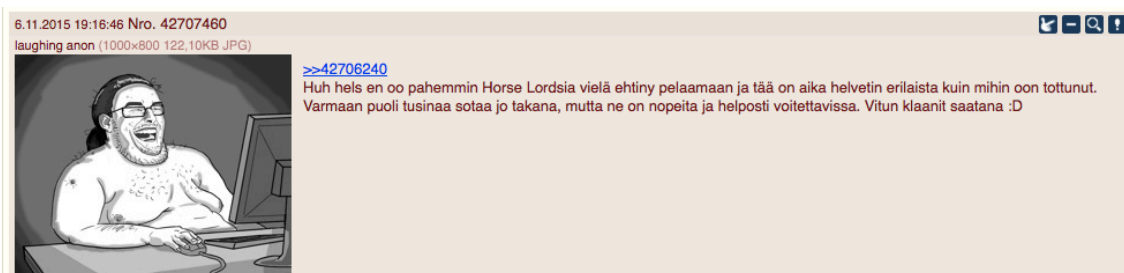 6.11.2015 19:16:46 Nro. 42707460
laughing anon (1000×800 122,10KB JPG)
>>42706240
Huh hels en oo pahemmin Horse Lordsia vielä ehtiny pelaamaan ja tää on aika helvetin erilaista kuin mihin oon tottunut.
Varmaan puoli tusinaa sotaa jo takana, mutta ne on nopeita ja helposti voitettavissa. Vitun klaanit saatana :D